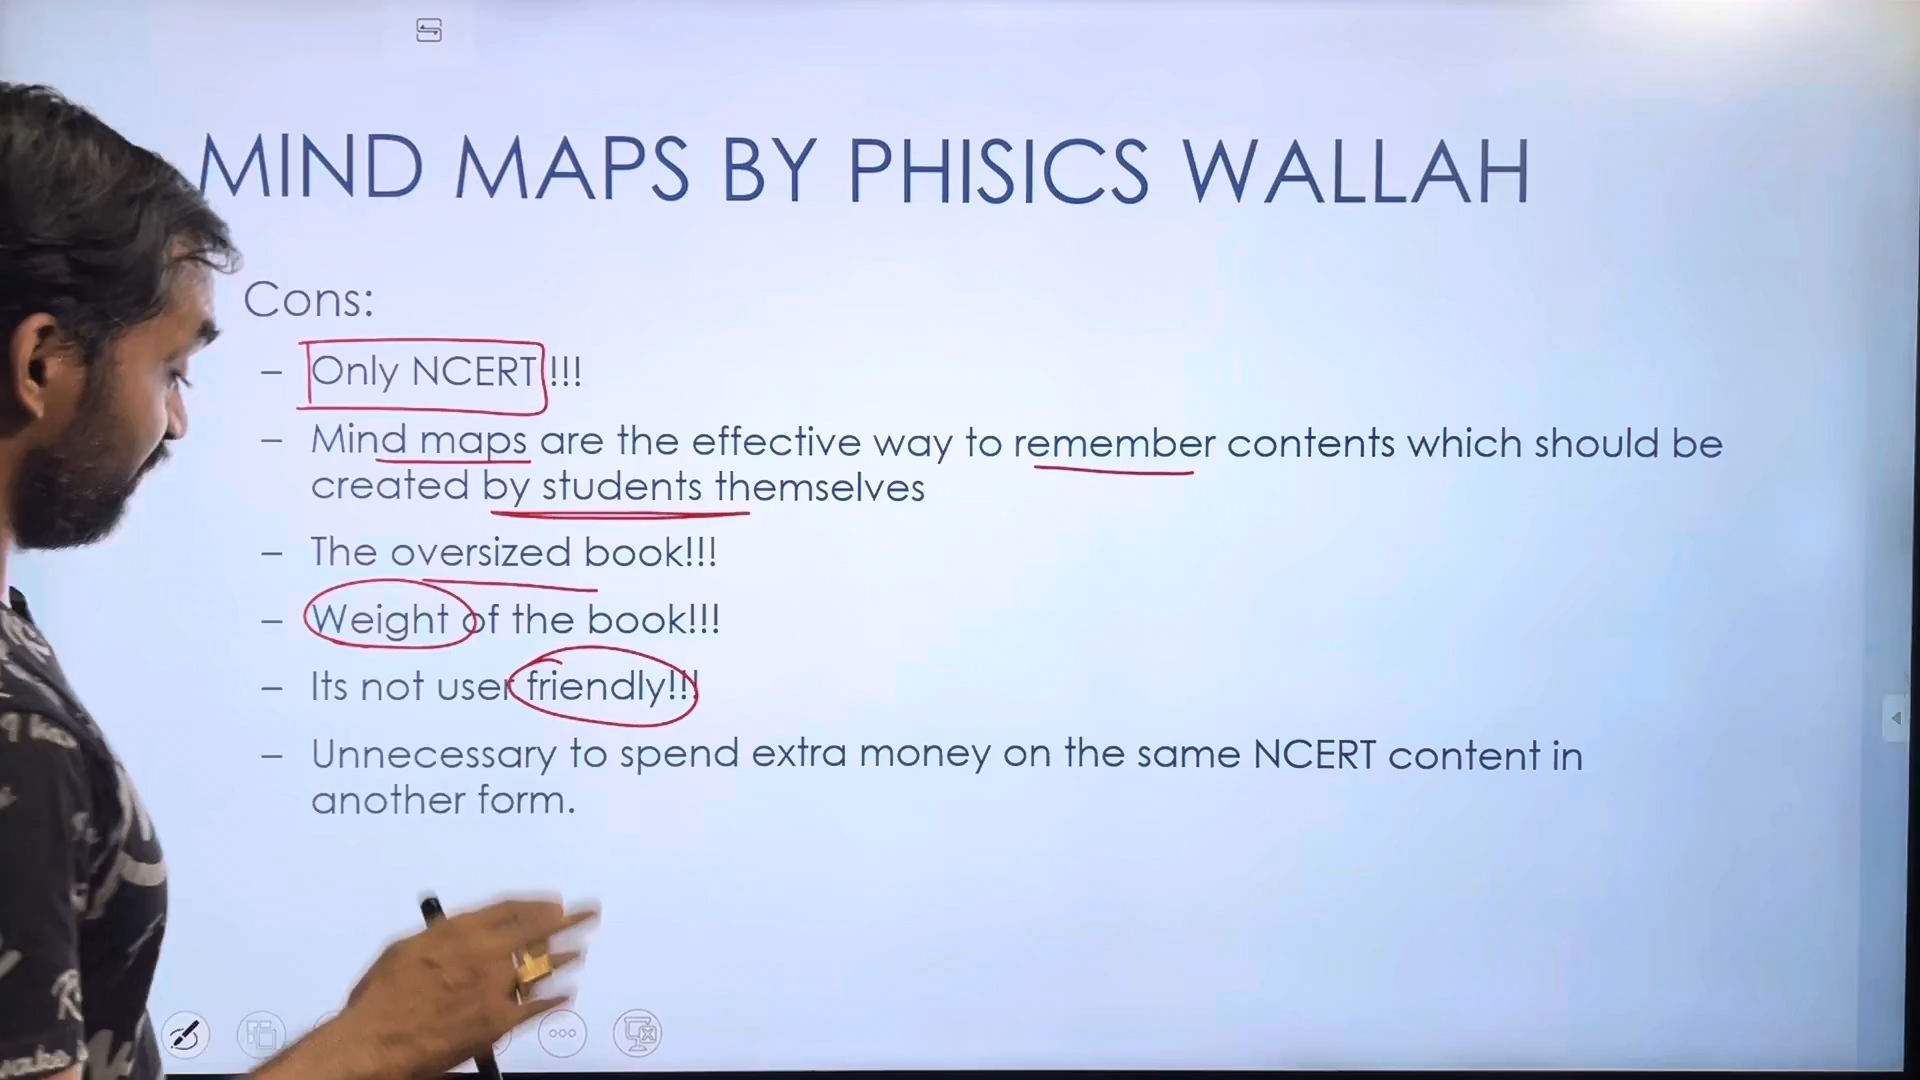 MIND MAPS BY PHISICS WALLAH
Cons:
– Only NCERT !!!
– Mind maps are the effective way to remember contents which should be
created by students themselves
– The oversized book!!!
– Weight of the book!!!
– Its not user friendly!!!
– Unnecessary to spend extra money on the same NCERT content in
another form.